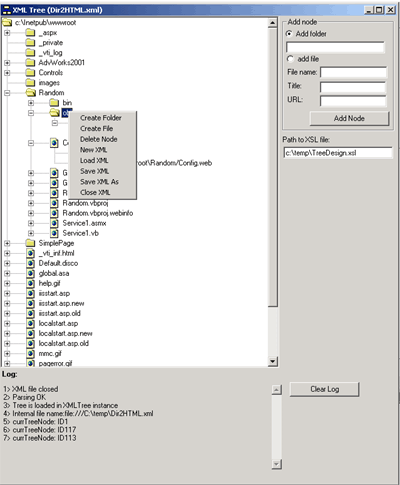 XML Tree (Dir2HTML.xml)
c:\Inetpub\wwwroot
_aspx
_private
_vti_log
AdvWorks2001
Controls
images
Random
bin
Create Folder
Create File
Delete Node
New XML
Load XML
Save XML
Save XML As
Close XML
root\Random/Config.web
Random.vbproj
Random.vbproj.webinfo
Service1.asmx
Service1.vb
SimplePage
_vti_inf.html
Default.disco
global.asa
help.gif
iisstart.asp
iisstart.asp.new
iisstart.asp.old
localstart.asp
localstart.asp.new
localstart.asp.old
mmc.gif
pagerror.gif
Add node
Add folder
add file
File name:
Title:
URL:
Add Node
Path to XSL file:
c:\temp\TreeDesign.xsl
Log:
1> XML file closed
2> Parsing OK
3> Tree is loaded in XMLTree instance
4> Internal file name:file:///C:\temp\Dir2HTML.xml
5> currTreeNode: ID1
6> currTreeNode: ID117
7> currTreeNode: ID113
Clear Log